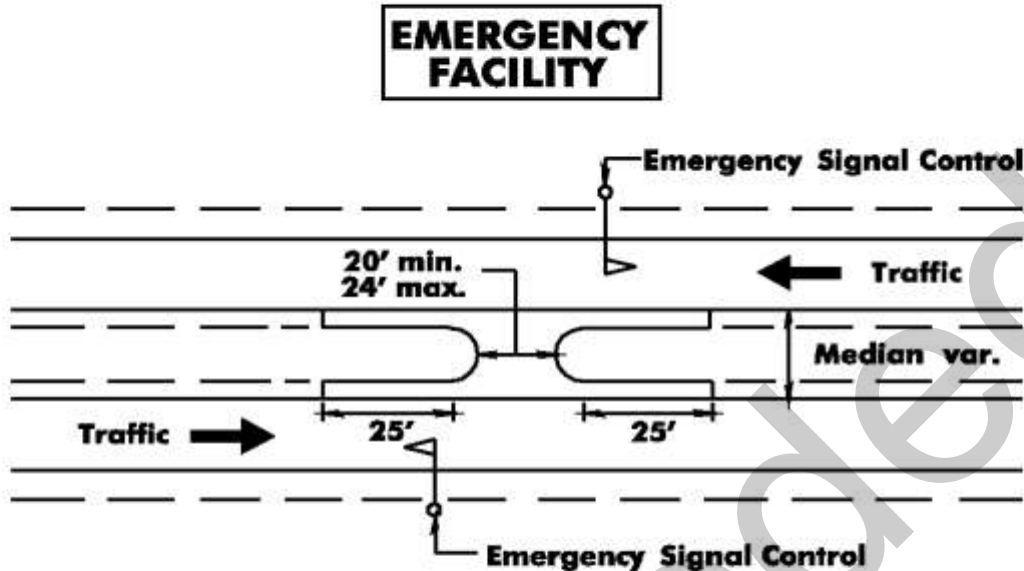 EMERGENCY
FACILITY
Emergency Signal Control
20' min.
24' max.
Traffic
Median var.
Traffic
25'
25'
Emergency Signal Control